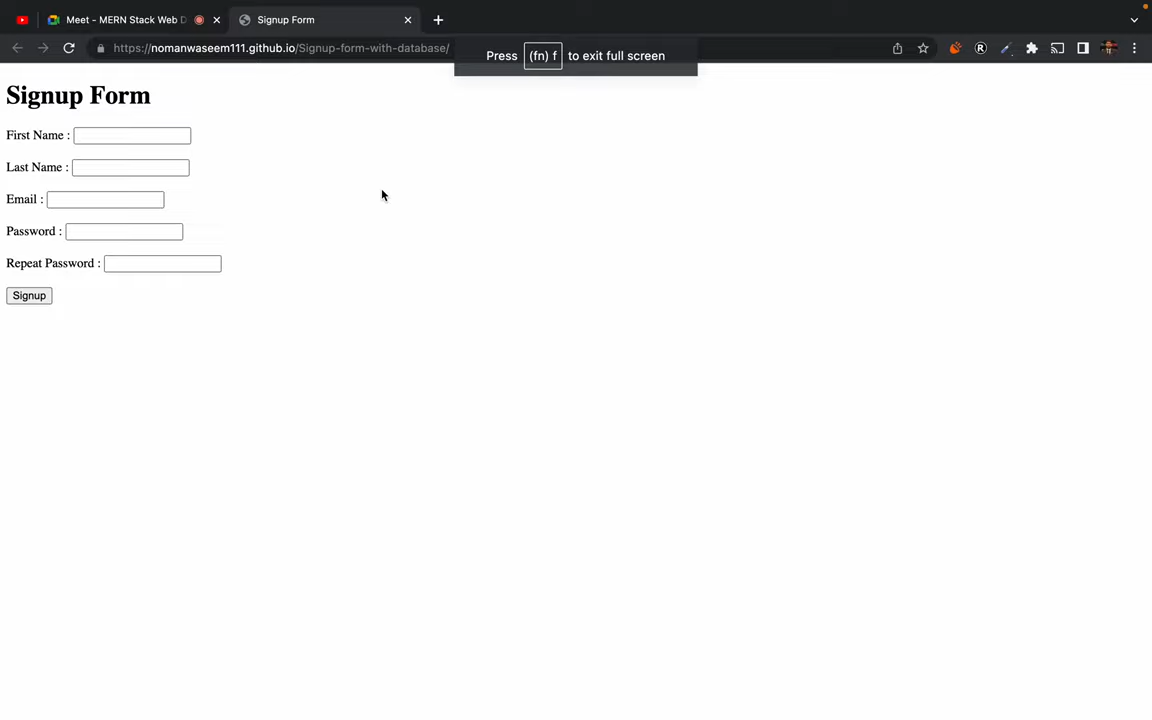 Meet - MERN Stack Web D
Signup Form
https://nomanwaseem111.github.io/Signup-form-with-database/
Press (fn) f to exit full screen
Signup Form
First Name :
Last Name :
Email :
Password :
Repeat Password :
Signup